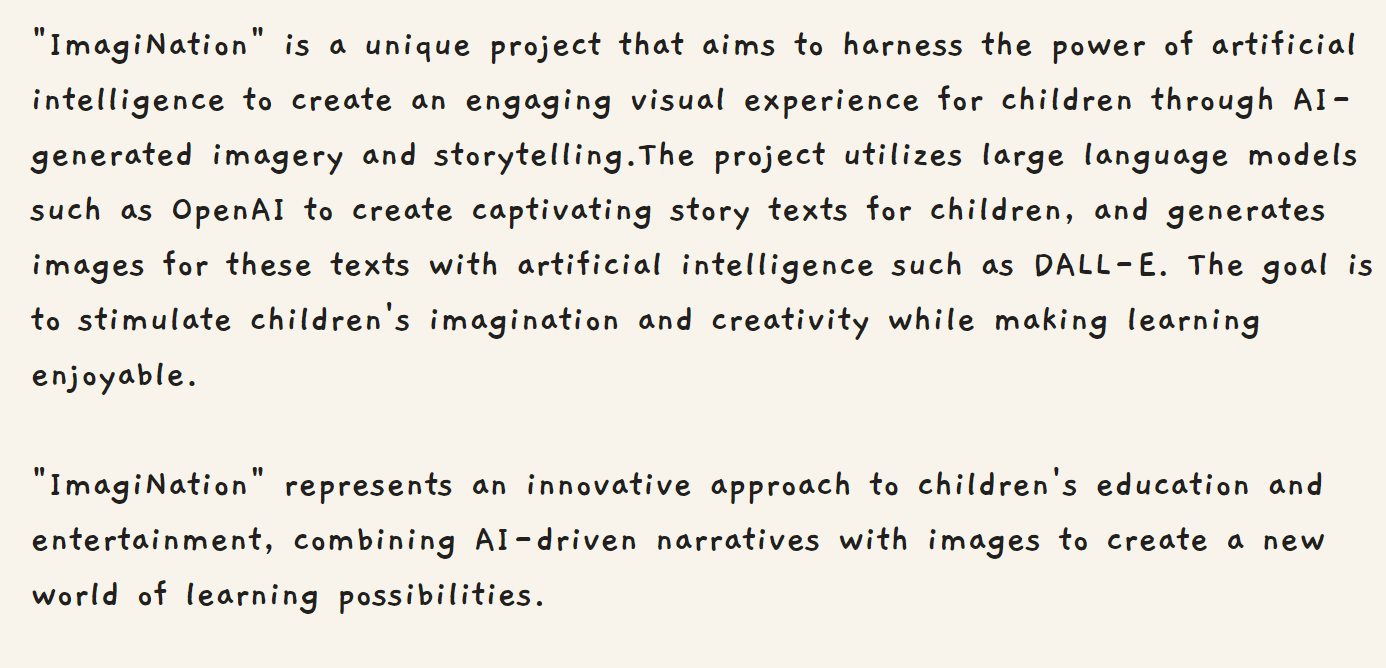 "ImagiNation" is a unique project that aims to harness the power of artificial
intelligence to create an engaging visual experience for children through AI-
generated imagery and storytelling.The project utilizes large language models
such as OpenAI to create captivating story texts for children, and generates
images for these texts with artificial intelligence such as DALL-E. The goal is
to stimulate children's imagination and creativity while making learning
enjoyable.
"ImagiNation" represents an innovative approach to children's education and
entertainment, combining AI-driven narratives with images to create a new
world of learning possibilities.